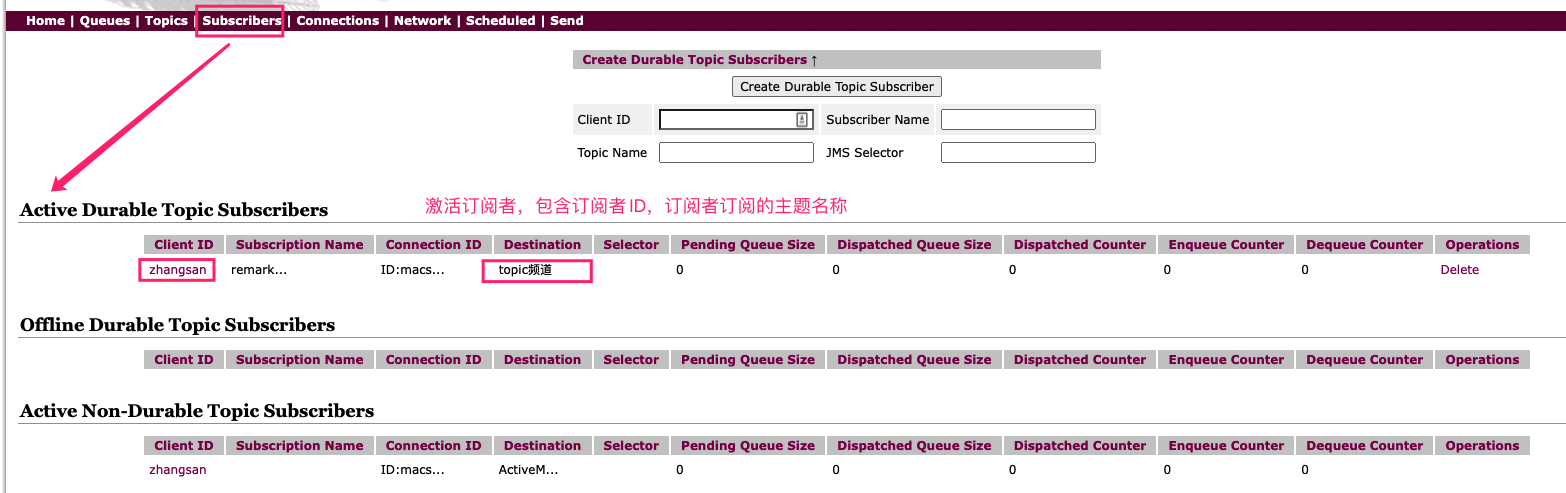 Home | Queues | Topics | Subscribers | Connections | Network | Scheduled | Send
Create Durable Topic Subscribers ↑
Create Durable Topic Subscriber
Client ID Subscriber Name
Topic Name JMS Selector
Active Durable Topic Subscribers
激活订阅者，包含订阅者ID，订阅者订阅的主题名称
Client ID Subscription Name Connection ID Destination Selector Pending Queue Size Dispatched Queue Size Dispatched Counter Enqueue Counter Dequeue Counter Operations
zhangsan remark... ID:macs... topic频道 0 0 0 0 0 Delete
Offline Durable Topic Subscribers
Client ID Subscription Name Connection ID Destination Selector Pending Queue Size Dispatched Queue Size Dispatched Counter Enqueue Counter Dequeue Counter Operations
Active Non-Durable Topic Subscribers
Client ID Subscription Name Connection ID Destination Selector Pending Queue Size Dispatched Queue Size Dispatched Counter Enqueue Counter Dequeue Counter Operations
zhangsan ID:macs... ActiveM... 0 0 0 0 0